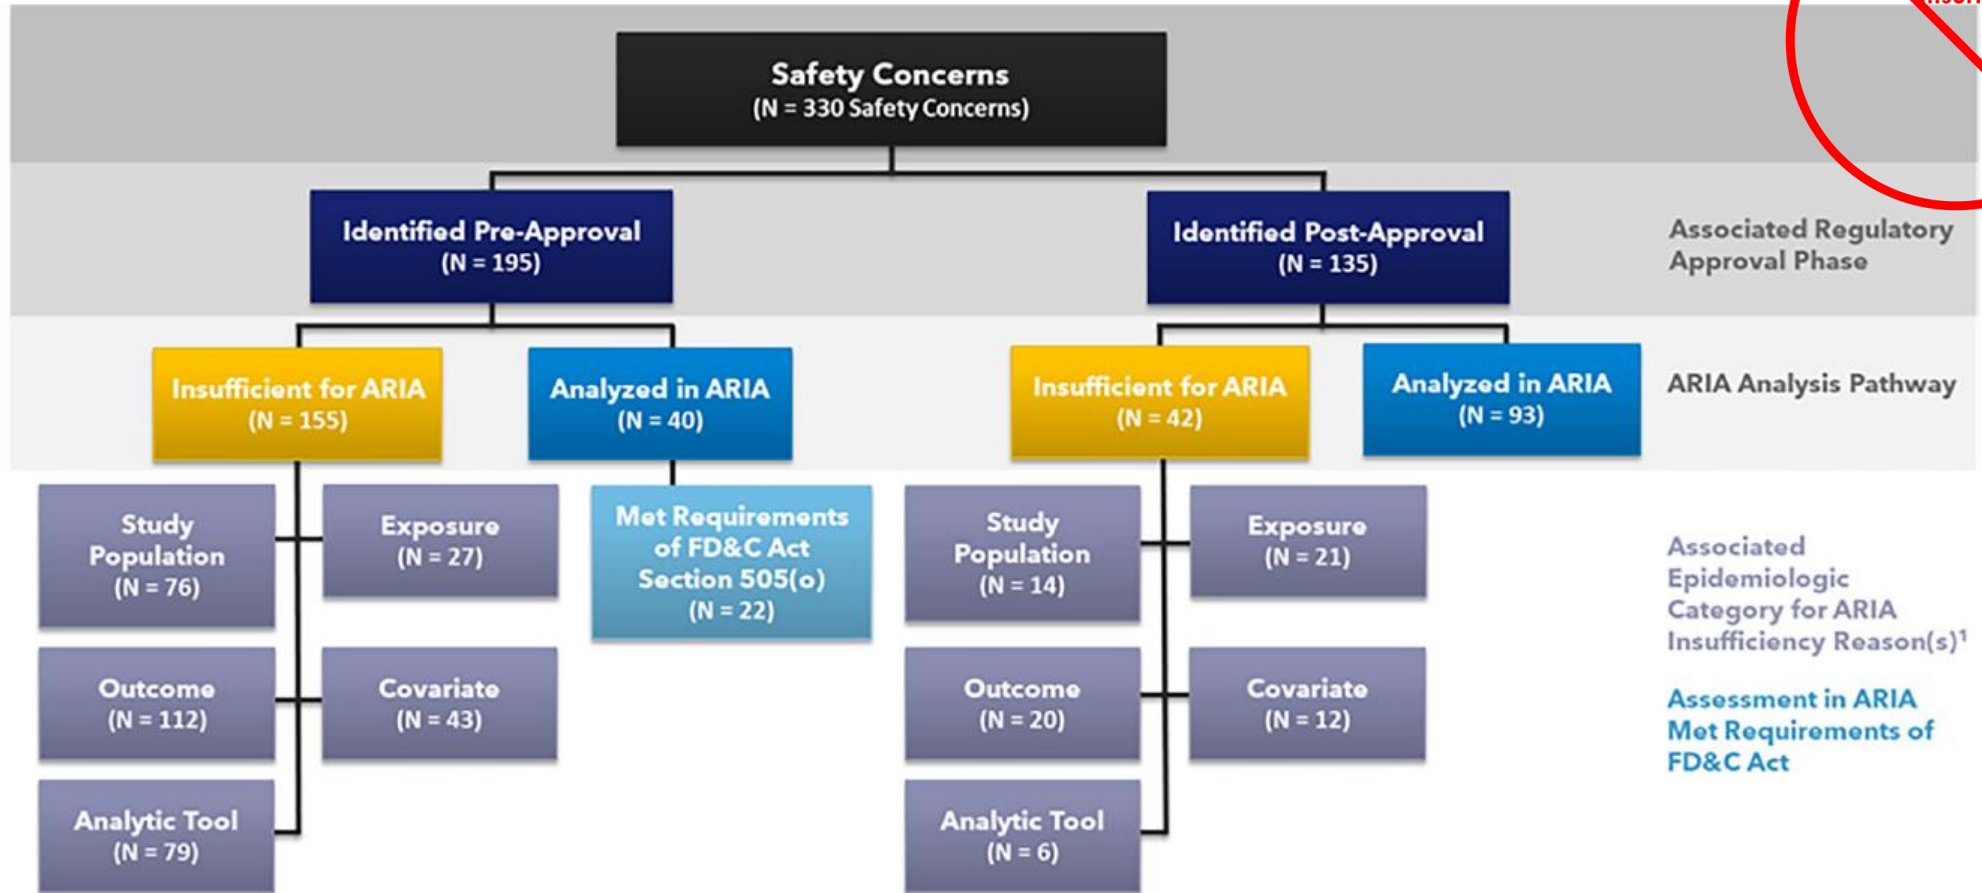 Safety Concerns
(N = 330 Safety Concerns)
Identified Pre-Approval
(N = 195)
Identified Post-Approval
(N = 135)
Associated Regulatory
Approval Phase
Insufficient for ARIA
(N = 155)
Analyzed in ARIA
(N = 40)
Insufficient for ARIA
(N = 42)
Analyzed in ARIA
(N = 93)
ARIA Analysis Pathway
Study
Population
(N = 76)
Exposure
(N = 27)
Met Requirements
of FD&C Act
Section 505(o)
(N = 22)
Study
Population
(N = 14)
Exposure
(N = 21)
Associated
Epidemiologic
Category for ARIA
Insufficiency Reason(s)¹
Outcome
(N = 112)
Covariate
(N = 43)
Outcome
(N = 20)
Covariate
(N = 12)
Assessment in ARIA
Met Requirements of
FD&C Act
Analytic Tool
(N = 79)
Analytic Tool
(N = 6)